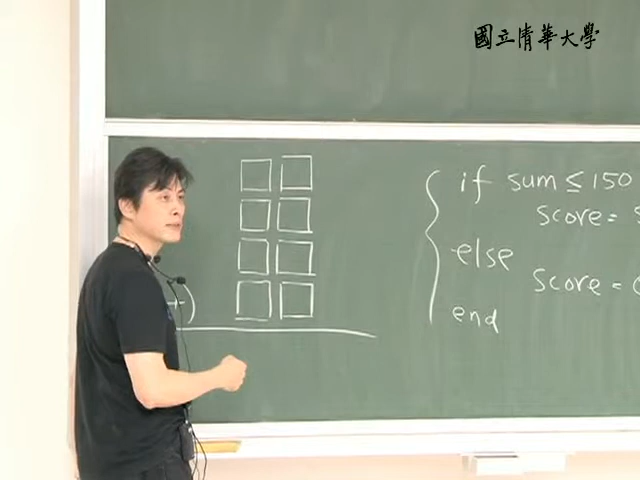 國立清華大學
if sum ≤ 150
score =
else
score =
end
+)